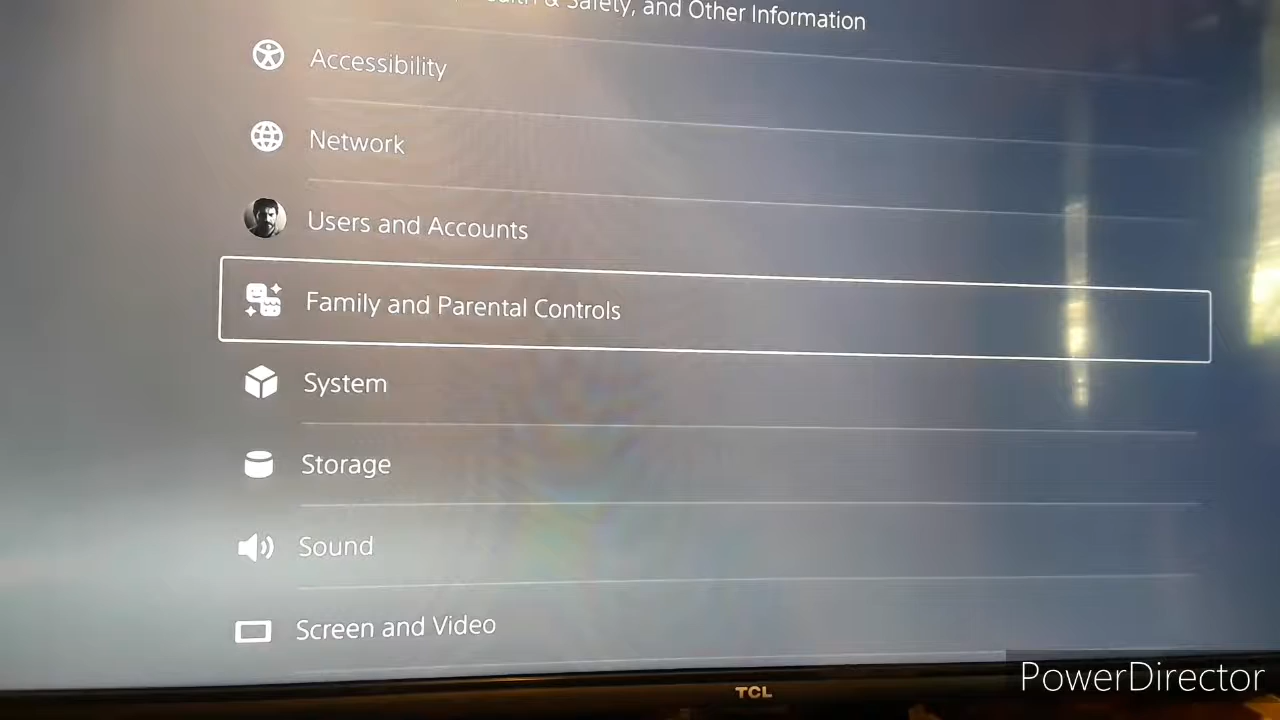 & Safety, and Other Information
Accessibility
Network
Users and Accounts
Family and Parental Controls
System
Storage
Sound
Screen and Video
TCL
PowerDirector